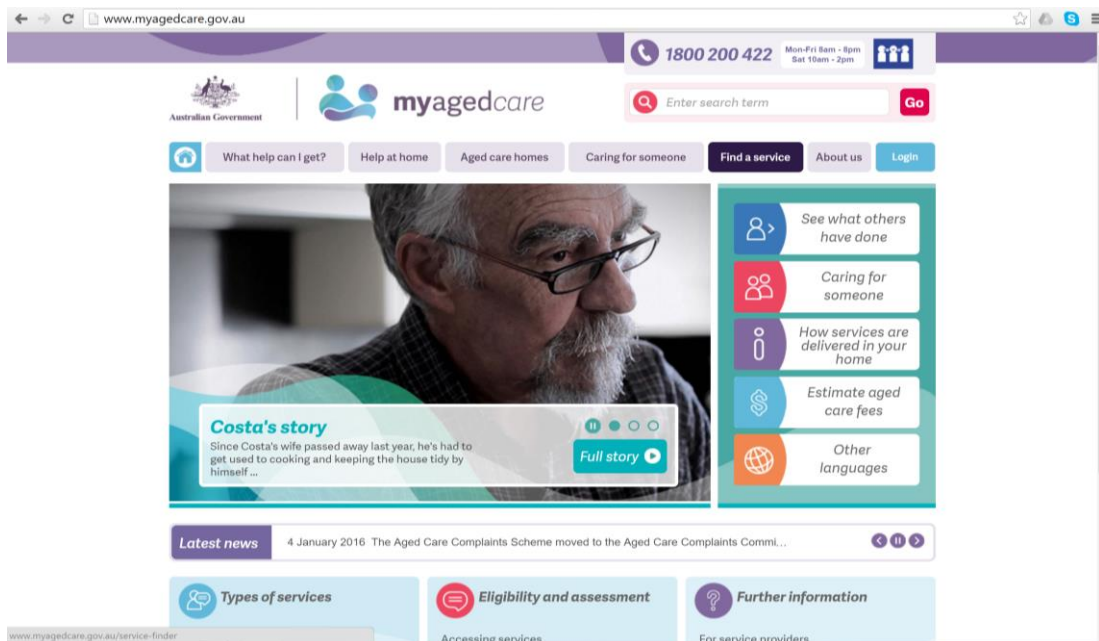 www.myagedcare.gov.au
1800 200 422
Mon-Fri 8am - 8pm
Sat 10am - 2pm
Australian Government
myagedcare
Enter search term
Go
What help can I get?
Help at home
Aged care homes
Caring for someone
Find a service
About us
Login
See what others
have done
Caring for
someone
How services are
delivered in your
home
Estimate aged
care fees
Other
languages
Costa's story
Since Costa's wife passed away last year, he's had to
get used to cooking and keeping the house tidy by
himself ...
Full story
Latest news
4 January 2016 The Aged Care Complaints Scheme moved to the Aged Care Complaints Commi...
Types of services
Eligibility and assessment
Further information
Accessing services
For service providers
www.myagedcare.gov.au/service-finder